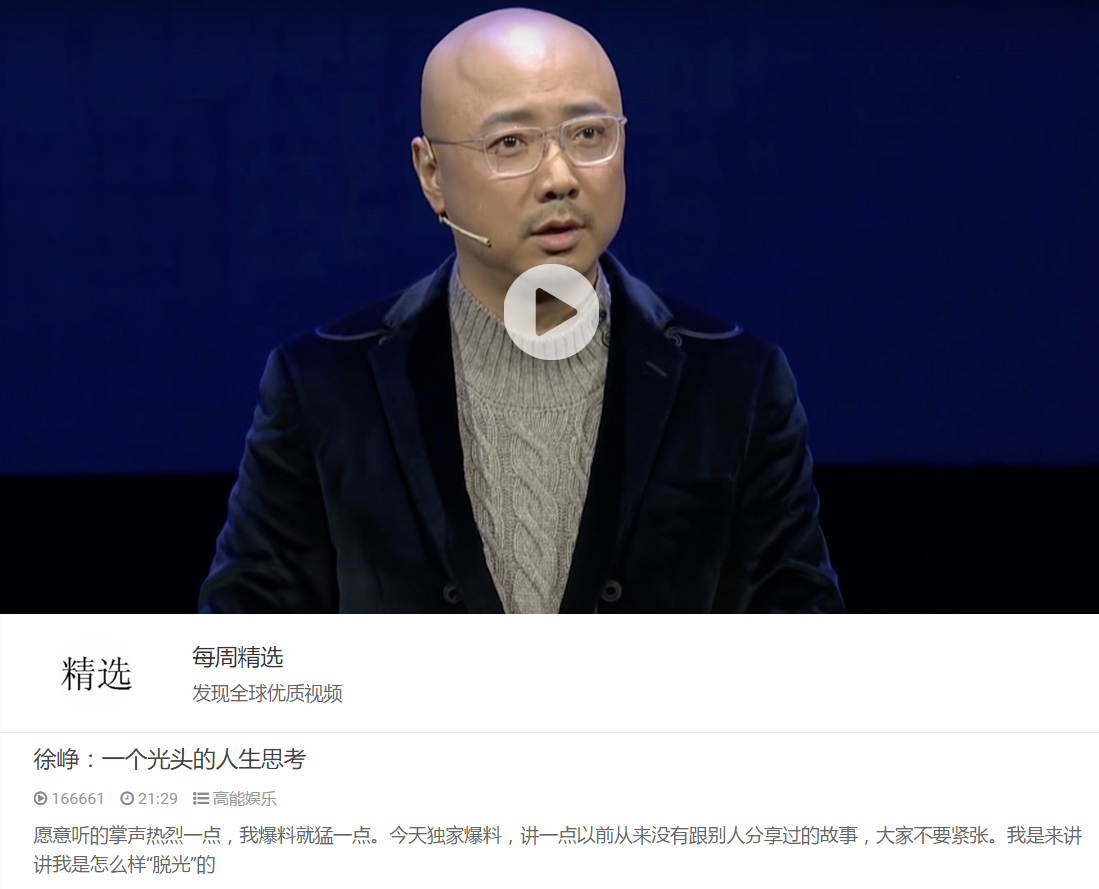 精选
每周精选
发现全球优质视频
徐峥：一个光头的人生思考
166661 21:29 高能娱乐
愿意听的掌声热烈一点，我爆料就猛一点。今天独家爆料，讲一点以前从来没有跟别人分享过的故事，大家不要紧张。我是来讲
讲我是怎么样“脱光”的